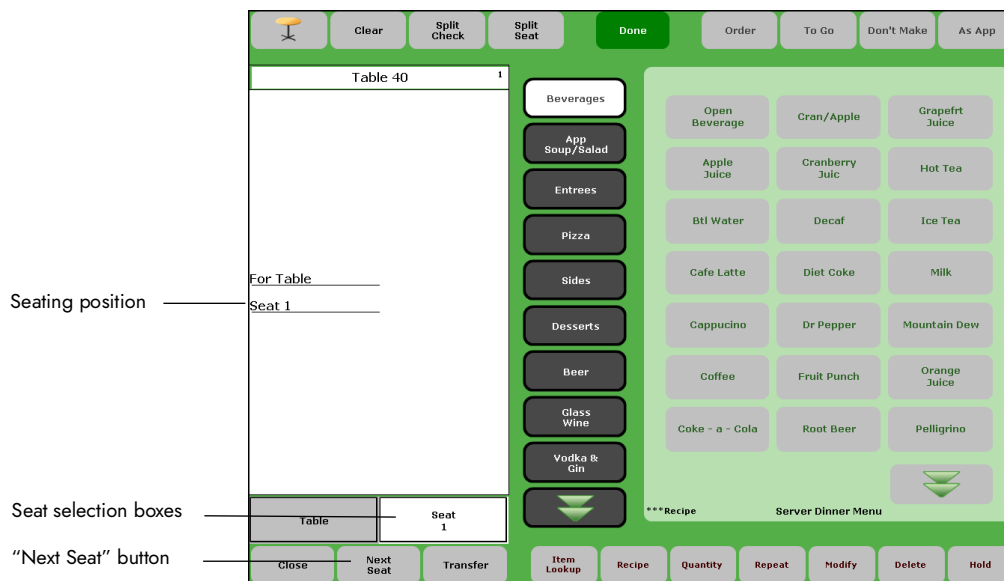 Clear
Split
Check
Split
Seat
Done
Order
To Go
Don't Make
As App
Table 40
1
For Table
Seating position
Seat 1
Seat selection boxes
Table
Seat
1
"Next Seat" button
Close
Next
Seat
Transfer
Beverages
App
Soup/Salad
Entrees
Pizza
Sides
Desserts
Beer
Glass
Wine
Vodka &
Gin
Open
Beverage
Cran/Apple
Grapefrt
Juice
Apple
Juice
Cranberry
Juic
Hot Tea
Btl Water
Decaf
Ice Tea
Cafe Latte
Diet Coke
Milk
Cappucino
Dr Pepper
Mountain Dew
Coffee
Fruit Punch
Orange
Juice
Coke - a - Cola
Root Beer
Pelligrino
***Recipe
Server Dinner Menu
Item
Lookup
Recipe
Quantity
Repeat
Modify
Delete
Hold